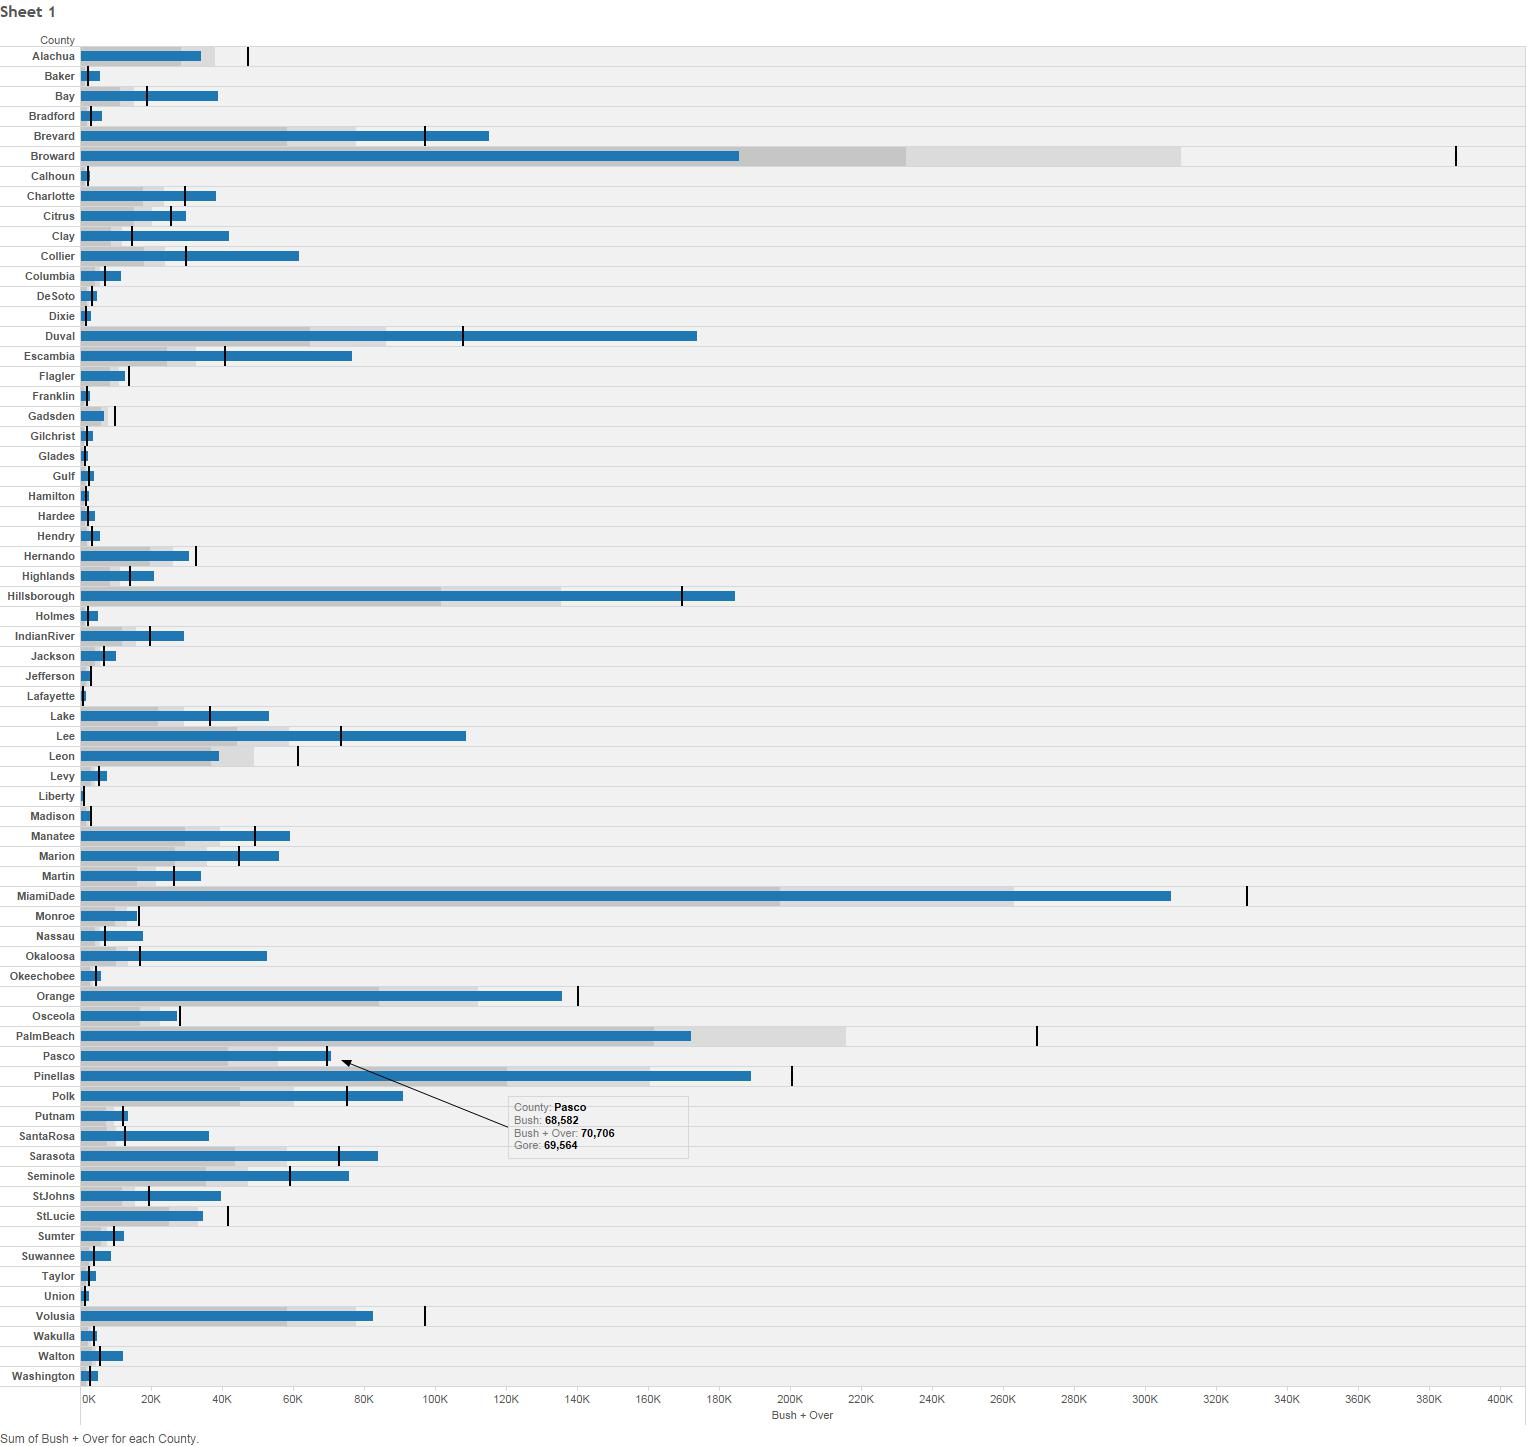 Sheet 1
County
Alachua
Baker
Bay
Bradford
Brevard
Broward
Calhoun
Charlotte
Citrus
Clay
Collier
Columbia
DeSoto
Dixie
Duval
Escambia
Flagler
Franklin
Gadsden
Gilchrist
Glades
Gulf
Hamilton
Hardee
Hendry
Hernando
Highlands
Hillsborough
Holmes
IndianRiver
Jackson
Jefferson
Lafayette
Lake
Lee
Leon
Levy
Liberty
Madison
Manatee
Marion
Martin
MiamiDade
Monroe
Nassau
Okaloosa
Okeechobee
Orange
Osceola
PalmBeach
Pasco
Pinellas
Polk
Putnam
SantaRosa
Sarasota
Seminole
StJohns
StLucie
Sumter
Suwannee
Taylor
Union
Volusia
Wakulla
Walton
Washington
County: Pasco
Bush: 68,582
Bush + Over: 70,706
Gore: 69,564
0K 20K 40K 60K 80K 100K 120K 140K 160K 180K 200K 220K 240K 260K 280K 300K 320K 340K 360K 380K 400K
Bush + Over
Sum of Bush + Over for each County.